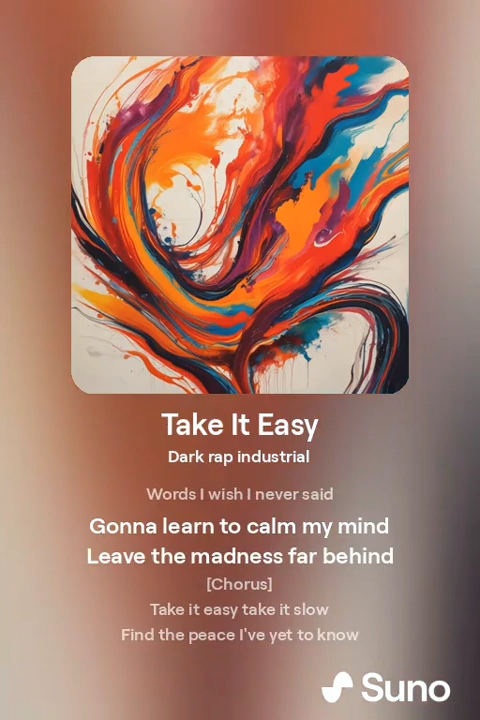 Take It Easy
Dark rap industrial
Words I wish I never said
Gonna learn to calm my mind
Leave the madness far behind
[Chorus]
Take it easy take it slow
Find the peace I've yet to know
Suno